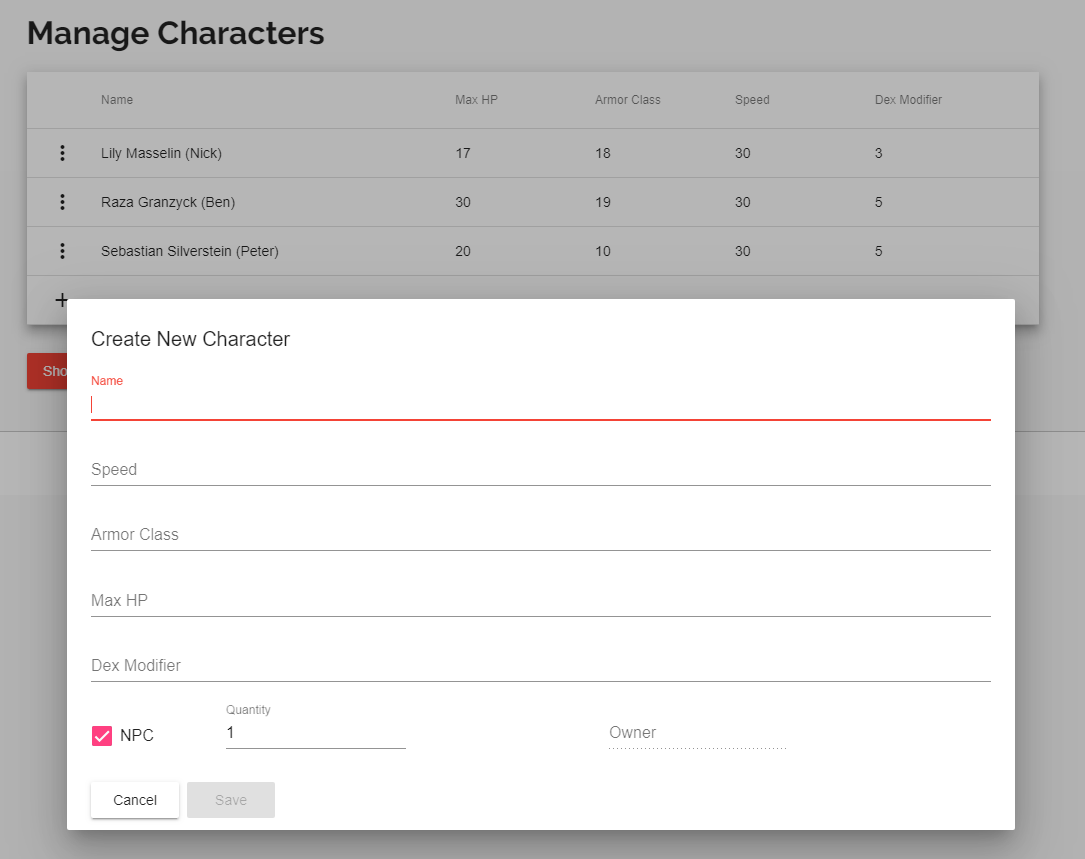 Manage Characters
Name Max HP Armor Class Speed Dex Modifier
Lily Masselin (Nick) 17 18 30 3
Raza Granzyck (Ben) 30 19 30 5
Sebastian Silverstein (Peter) 20 10 30 5
+
Sho
Create New Character
Name
Speed
Armor Class
Max HP
Dex Modifier
Quantity
NPC 1 Owner
Cancel Save